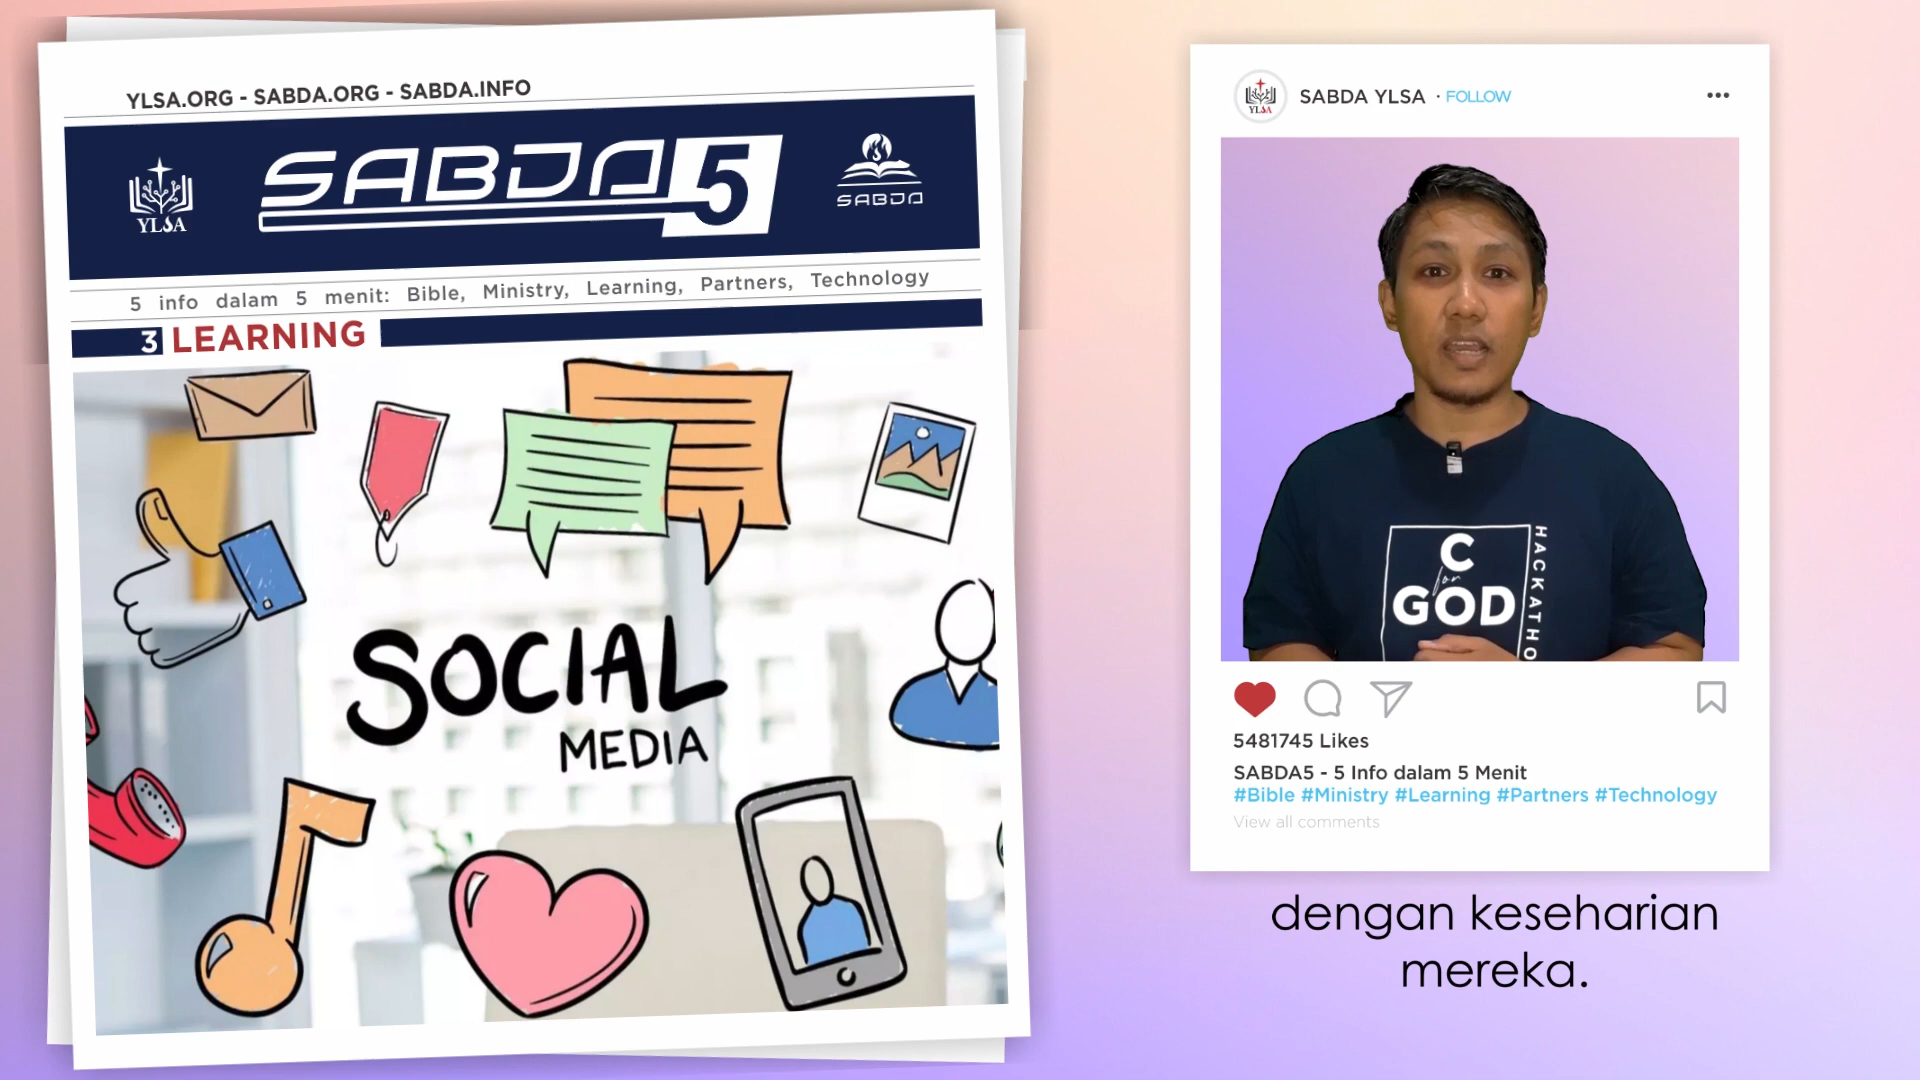 YLSA.ORG - SABDA.ORG - SABDA.INFO
YLSA
SABDA 5
SABDA
5 info dalam 5 menit: Bible, Ministry, Learning, Partners, Technology
3 LEARNING
SOCIAL
MEDIA
YLSA
SABDA YLSA · FOLLOW
C
for
GOD
HACKATHO
5481745 Likes
SABDA5 - 5 Info dalam 5 Menit
#Bible #Ministry #Learning #Partners #Technology
View all comments
dengan keseharian
mereka.